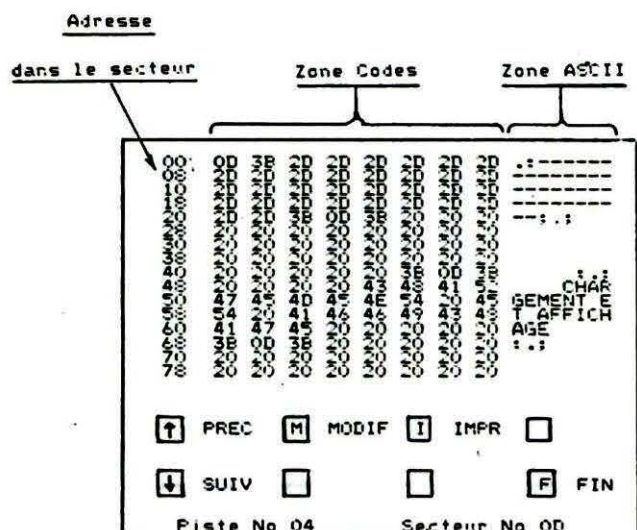 Adresse
dans le secteur
Zone Codes
Zone ASCII
00 0D 3B 2D 2D 2D 2D 2D 2D .;------
08 2D 2D 2D 2D 2D 2D 2D 2D --------
10 2D 2D 2D 2D 2D 2D 2D 2D --------
18 2D 2D 2D 2D 2D 2D 2D 2D --------
20 2D 2D 3B 0D 3B 20 20 20 --;.;
28 20 20 20 20 20 20 20 20
30 20 20 20 20 20 20 20 20
38 20 20 20 20 20 20 20 20
40 20 20 20 20 20 3B 0D 3B ;.;
48 20 20 20 20 43 48 41 52 CHAR
50 47 45 4D 45 4E 54 20 45 GEMENT E
58 54 20 41 46 46 49 43 48 T AFFICH
60 41 47 45 20 20 20 20 20 AGE
68 3B 0D 3B 20 20 20 20 20 ;.;
70 20 20 20 20 20 20 20 20
78 20 20 20 20 20 20 20 20
↑ PREC M MODIF I IMPR
↓ SUIV F FIN
Piste No 04 Secteur No 0D